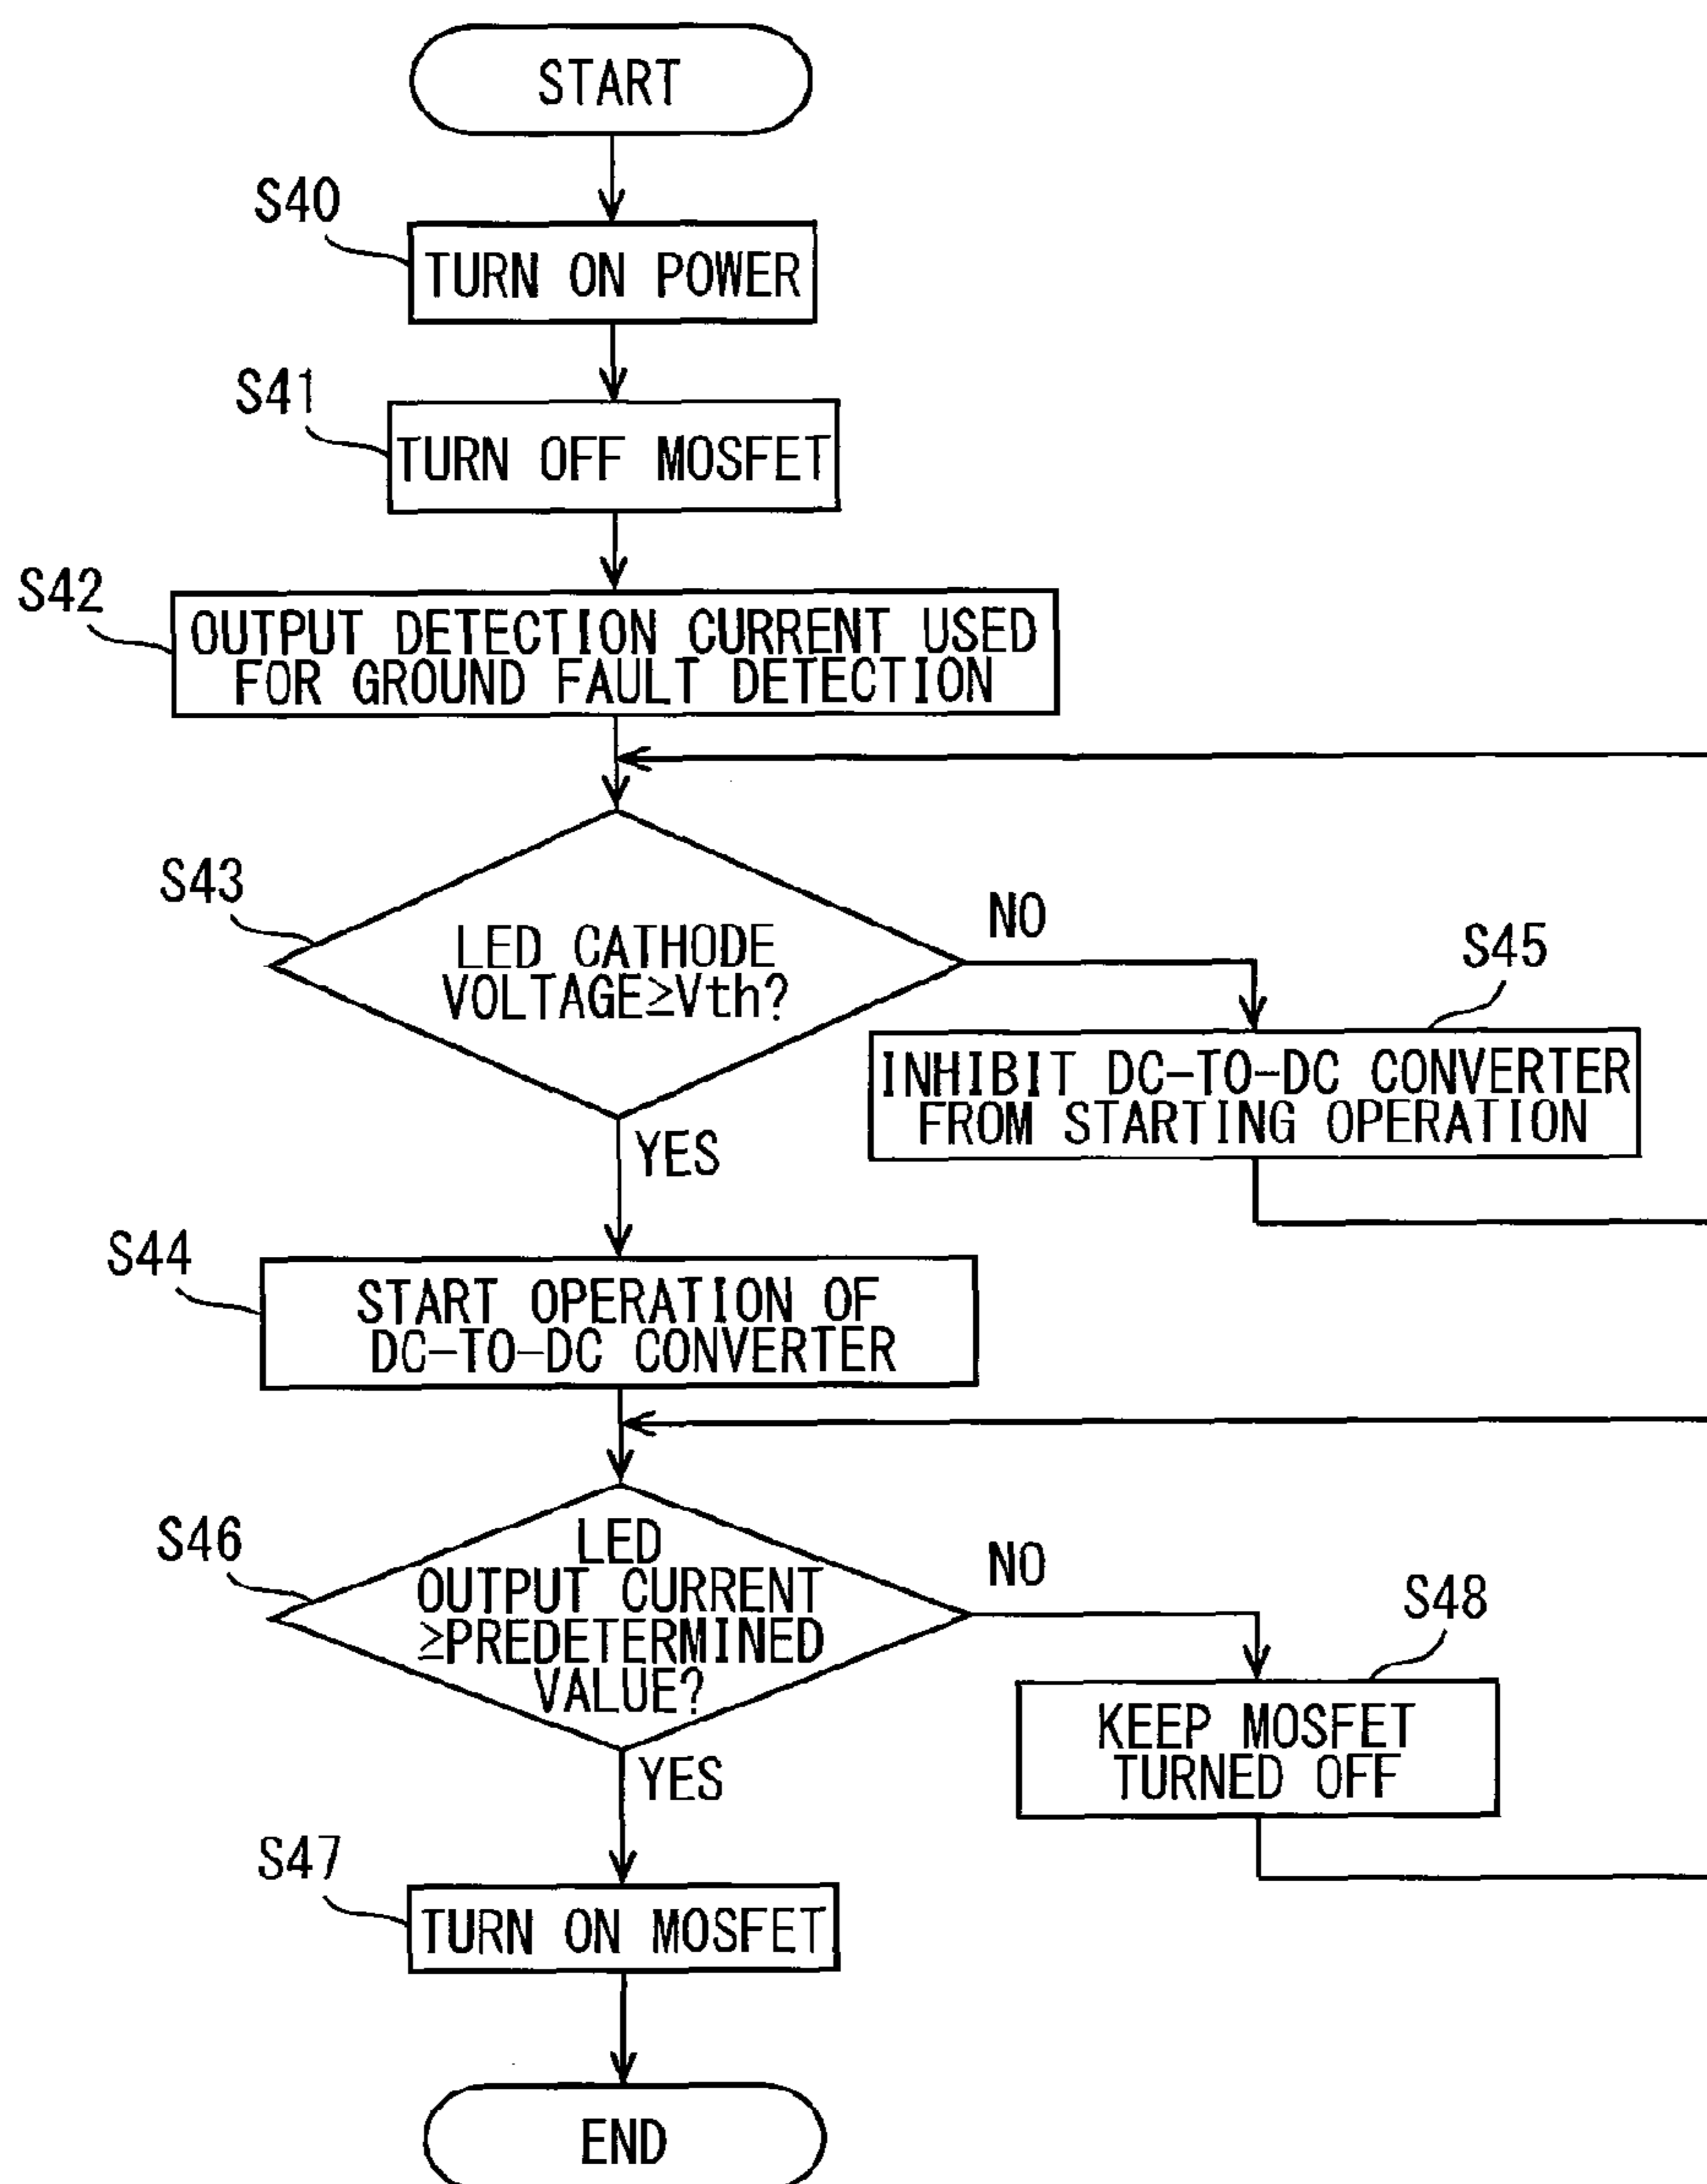 START
S40
TURN ON POWER
S41
TURN OFF MOSFET
S42
OUTPUT DETECTION CURRENT USED
FOR GROUND FAULT DETECTION
S43
LED CATHODE
VOLTAGE≥Vth?
NO
S45
INHIBIT DC-TO-DC CONVERTER
FROM STARTING OPERATION
YES
S44
START OPERATION OF
DC-TO-DC CONVERTER
S46
LED
OUTPUT CURRENT
≥PREDETERMINED
VALUE?
NO
S48
KEEP MOSFET
TURNED OFF
YES
S47
TURN ON MOSFET
END